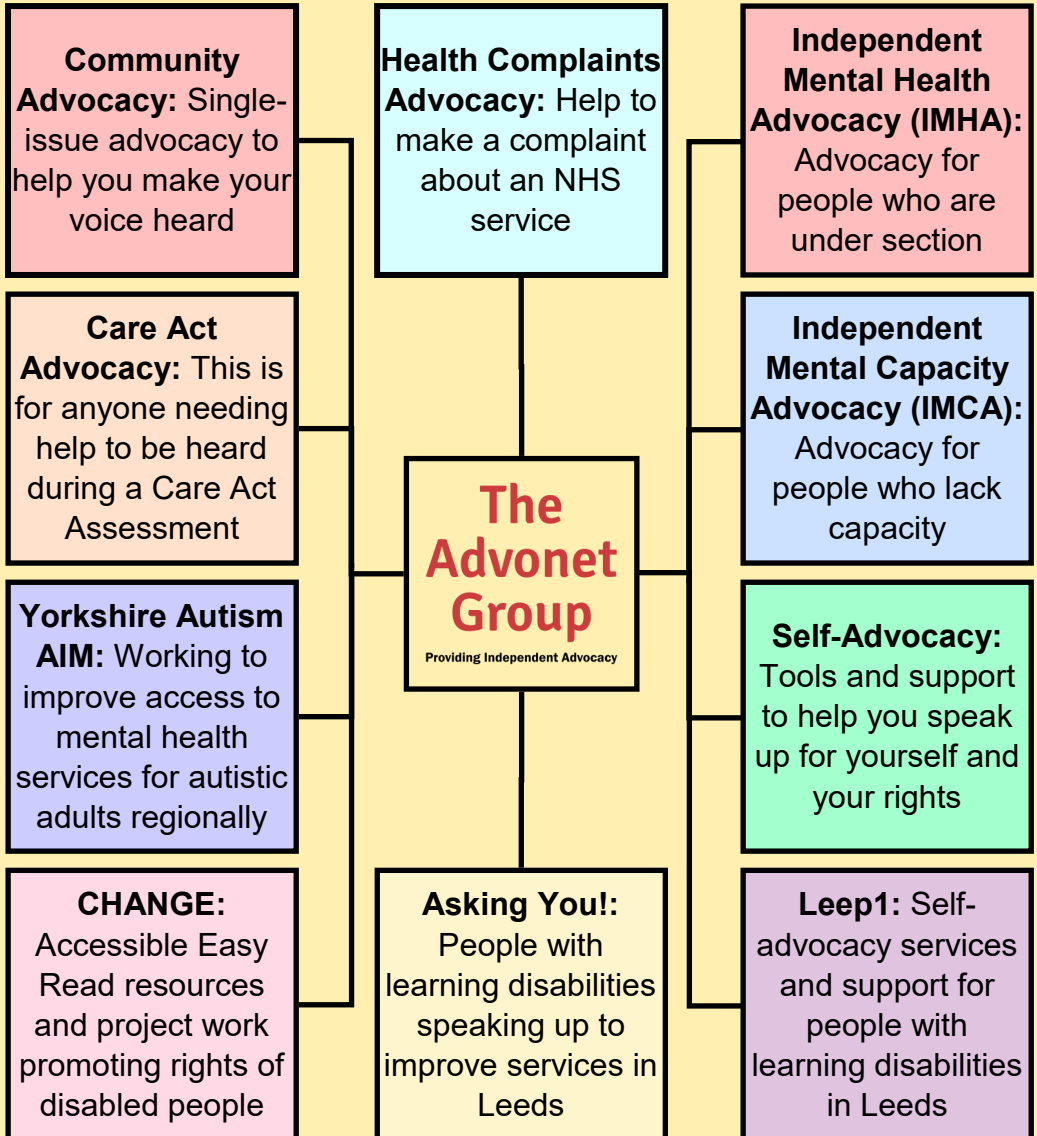 Community
Advocacy: Single-
issue advocacy to
help you make your
voice heard
Health Complaints
Advocacy: Help to
make a complaint
about an NHS
service
Independent
Mental Health
Advocacy (IMHA):
Advocacy for
people who are
under section
Care Act
Advocacy: This is
for anyone needing
help to be heard
during a Care Act
Assessment
Independent
Mental Capacity
Advocacy (IMCA):
Advocacy for
people who lack
capacity
The
Advonet
Group
Providing Independent Advocacy
Yorkshire Autism
AIM: Working to
improve access to
mental health
services for autistic
adults regionally
Self-Advocacy:
Tools and support
to help you speak
up for yourself and
your rights
CHANGE:
Accessible Easy
Read resources
and project work
promoting rights of
disabled people
Asking You!:
People with
learning disabilities
speaking up to
improve services in
Leeds
Leep1: Self-
advocacy services
and support for
people with
learning disabilities
in Leeds